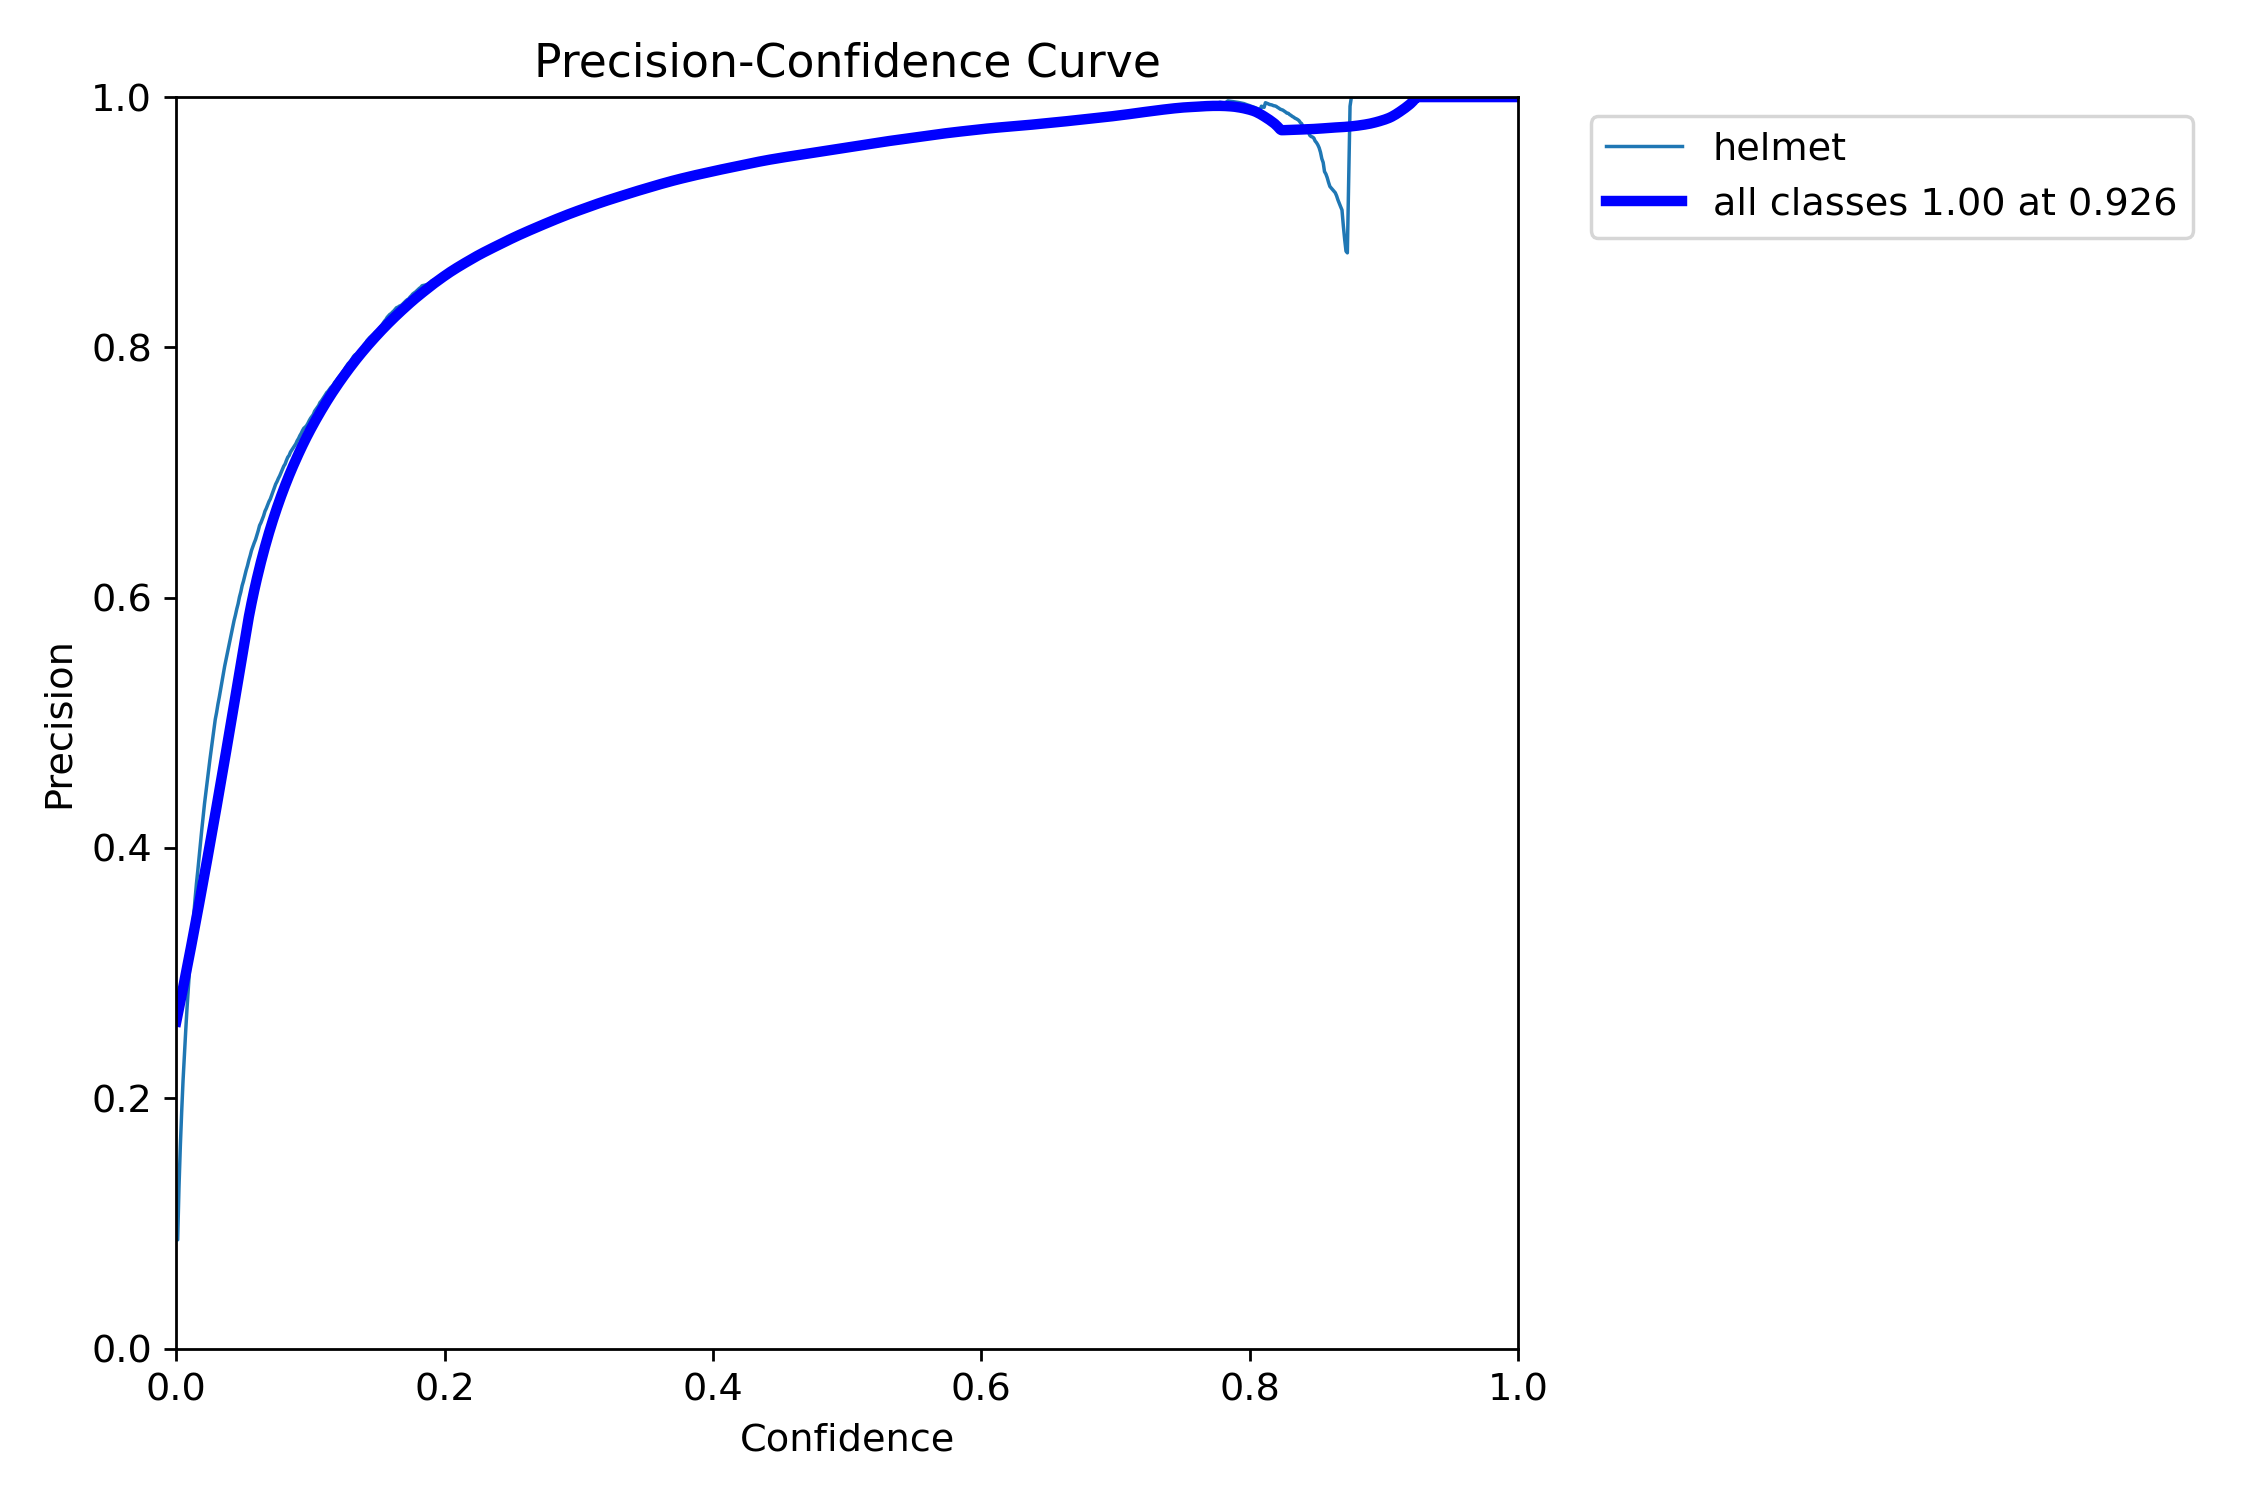 Precision-Confidence Curve
1.0
0.8
0.6
0.4
0.2
0.0
Precision
0.0 0.2 0.4 0.6 0.8 1.0
Confidence
helmet
all classes 1.00 at 0.926